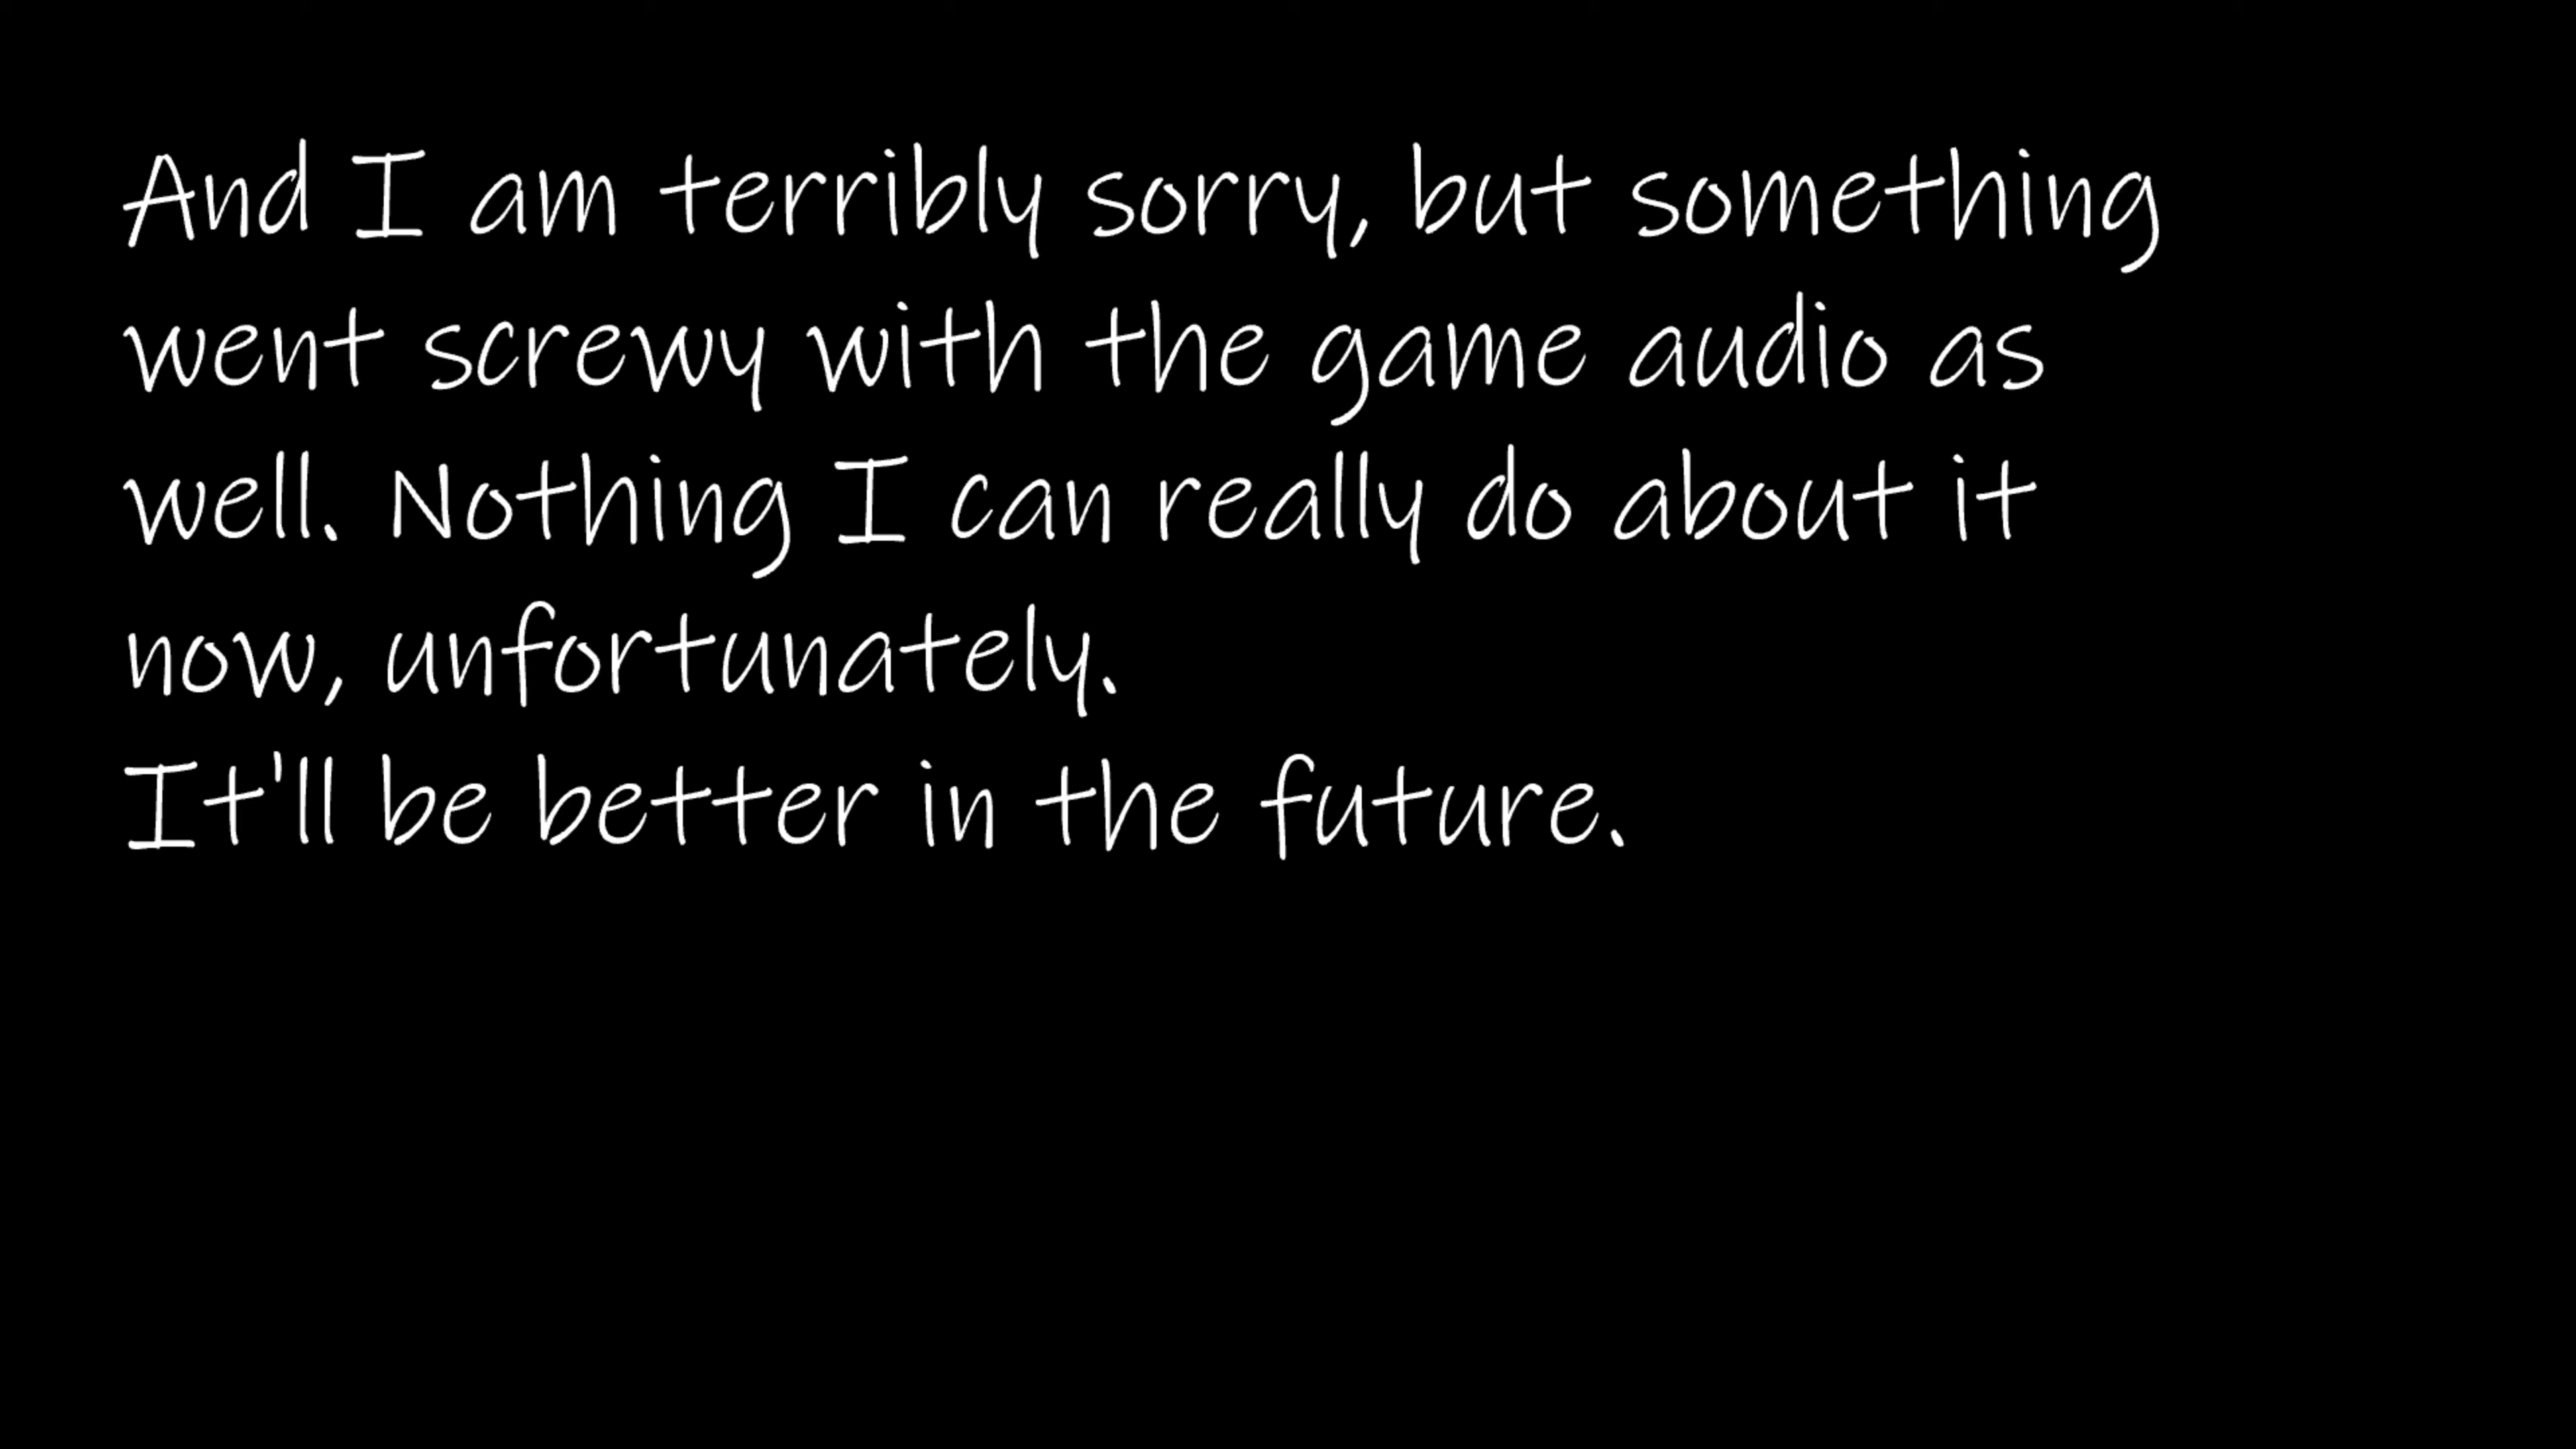 And I am terribly sorry, but something
went screwy with the game audio as
well. Nothing I can really do about it
now, unfortunately.
It'll be better in the future.